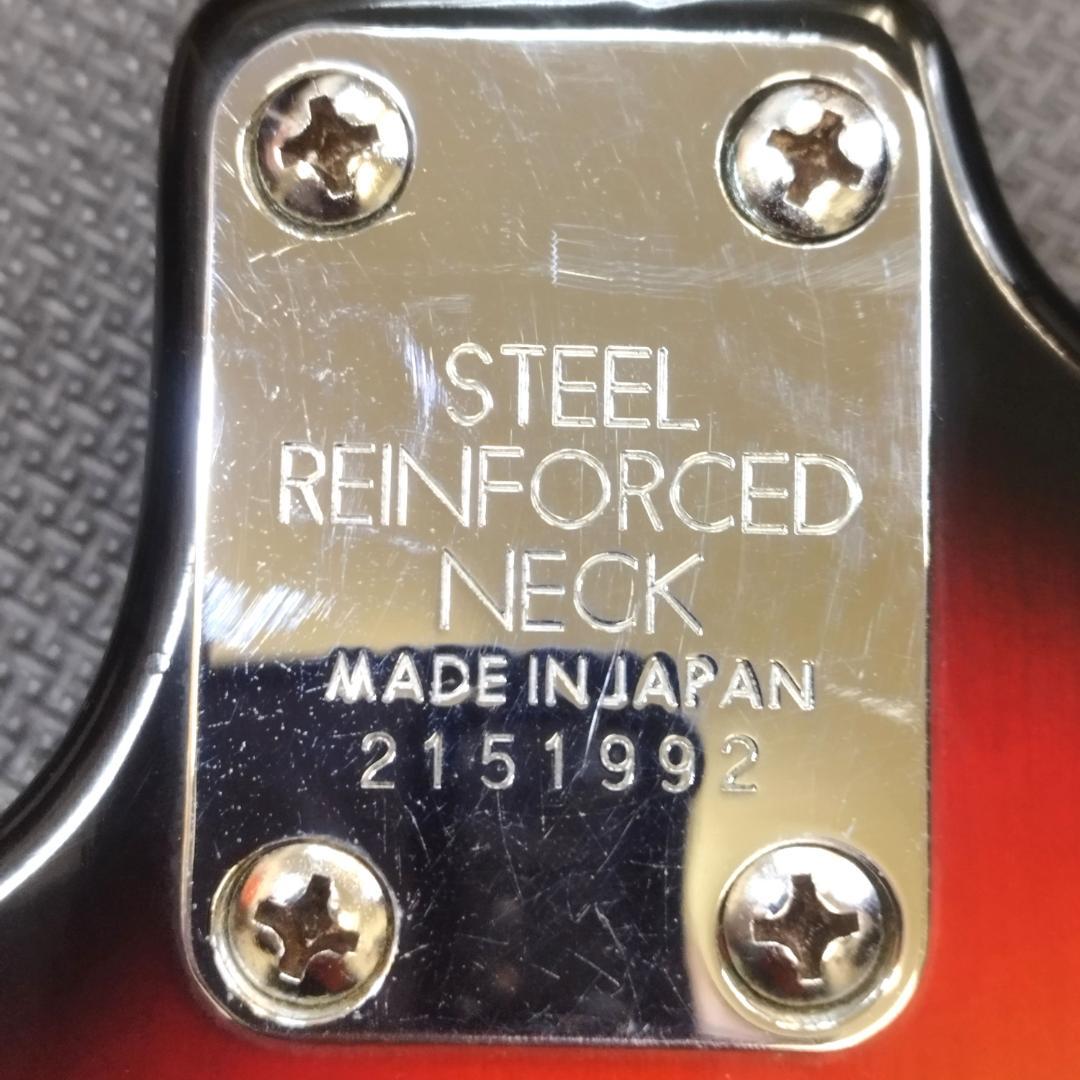 STEEL
REINFORCED
NECK
MADE IN JAPAN
2151992